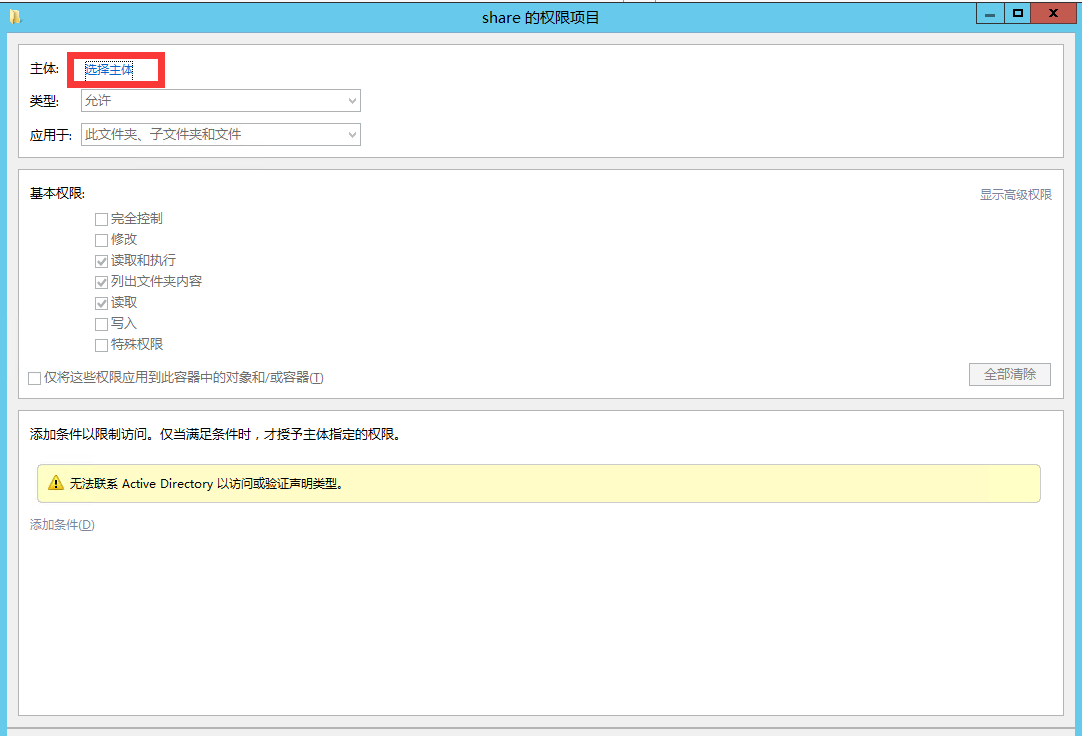 share 的权限项目
主体: 选择主体
类型: 允许
应用于: 此文件夹、子文件夹和文件
基本权限: 显示高级权限
完全控制
修改
读取和执行
列出文件夹内容
读取
写入
特殊权限
仅将这些权限应用到此容器中的对象和/或容器(T) 全部清除
添加条件以限制访问。仅当满足条件时，才授予主体指定的权限。
无法联系 Active Directory 以访问或验证声明类型。
添加条件(D)